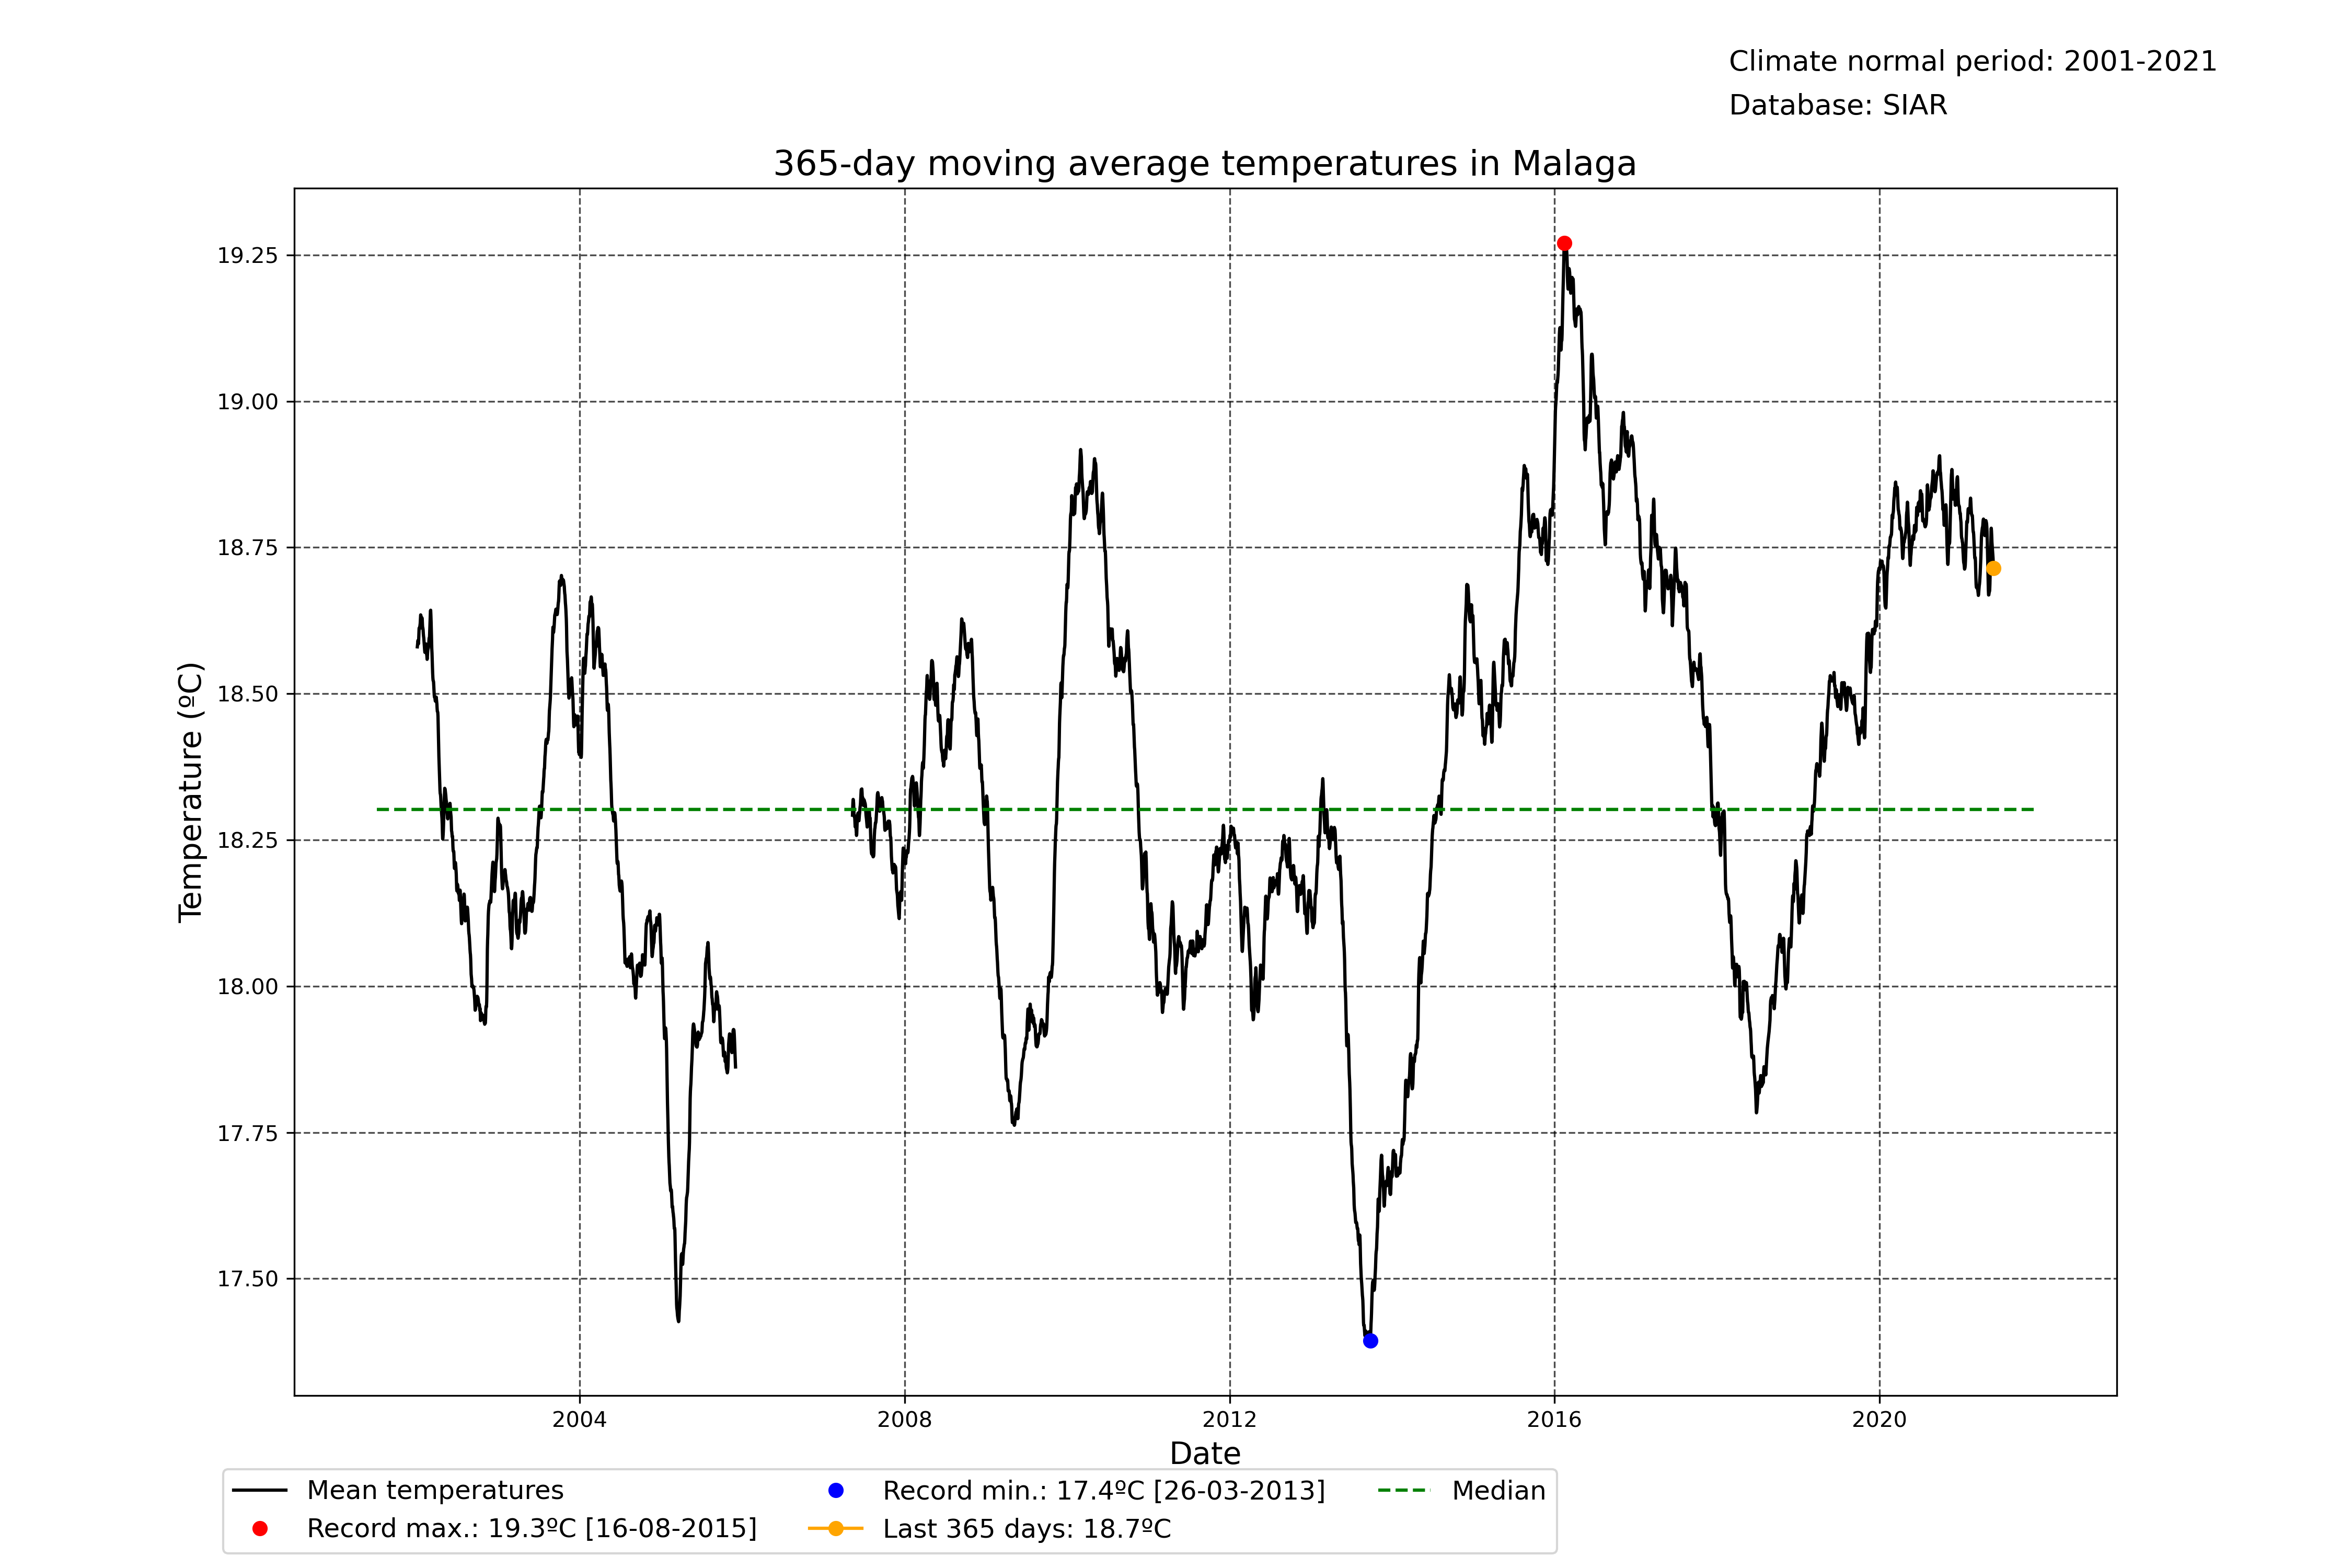 Climate normal period: 2001-2021
Database: SIAR
365-day moving average temperatures in Malaga
Temperature (ºC)
19.25
19.00
18.75
18.50
18.25
18.00
17.75
17.50
2004 2008 2012 2016 2020
Date
Mean temperatures
Record max.: 19.3ºC [16-08-2015]
Record min.: 17.4ºC [26-03-2013]
Last 365 days: 18.7ºC
Median